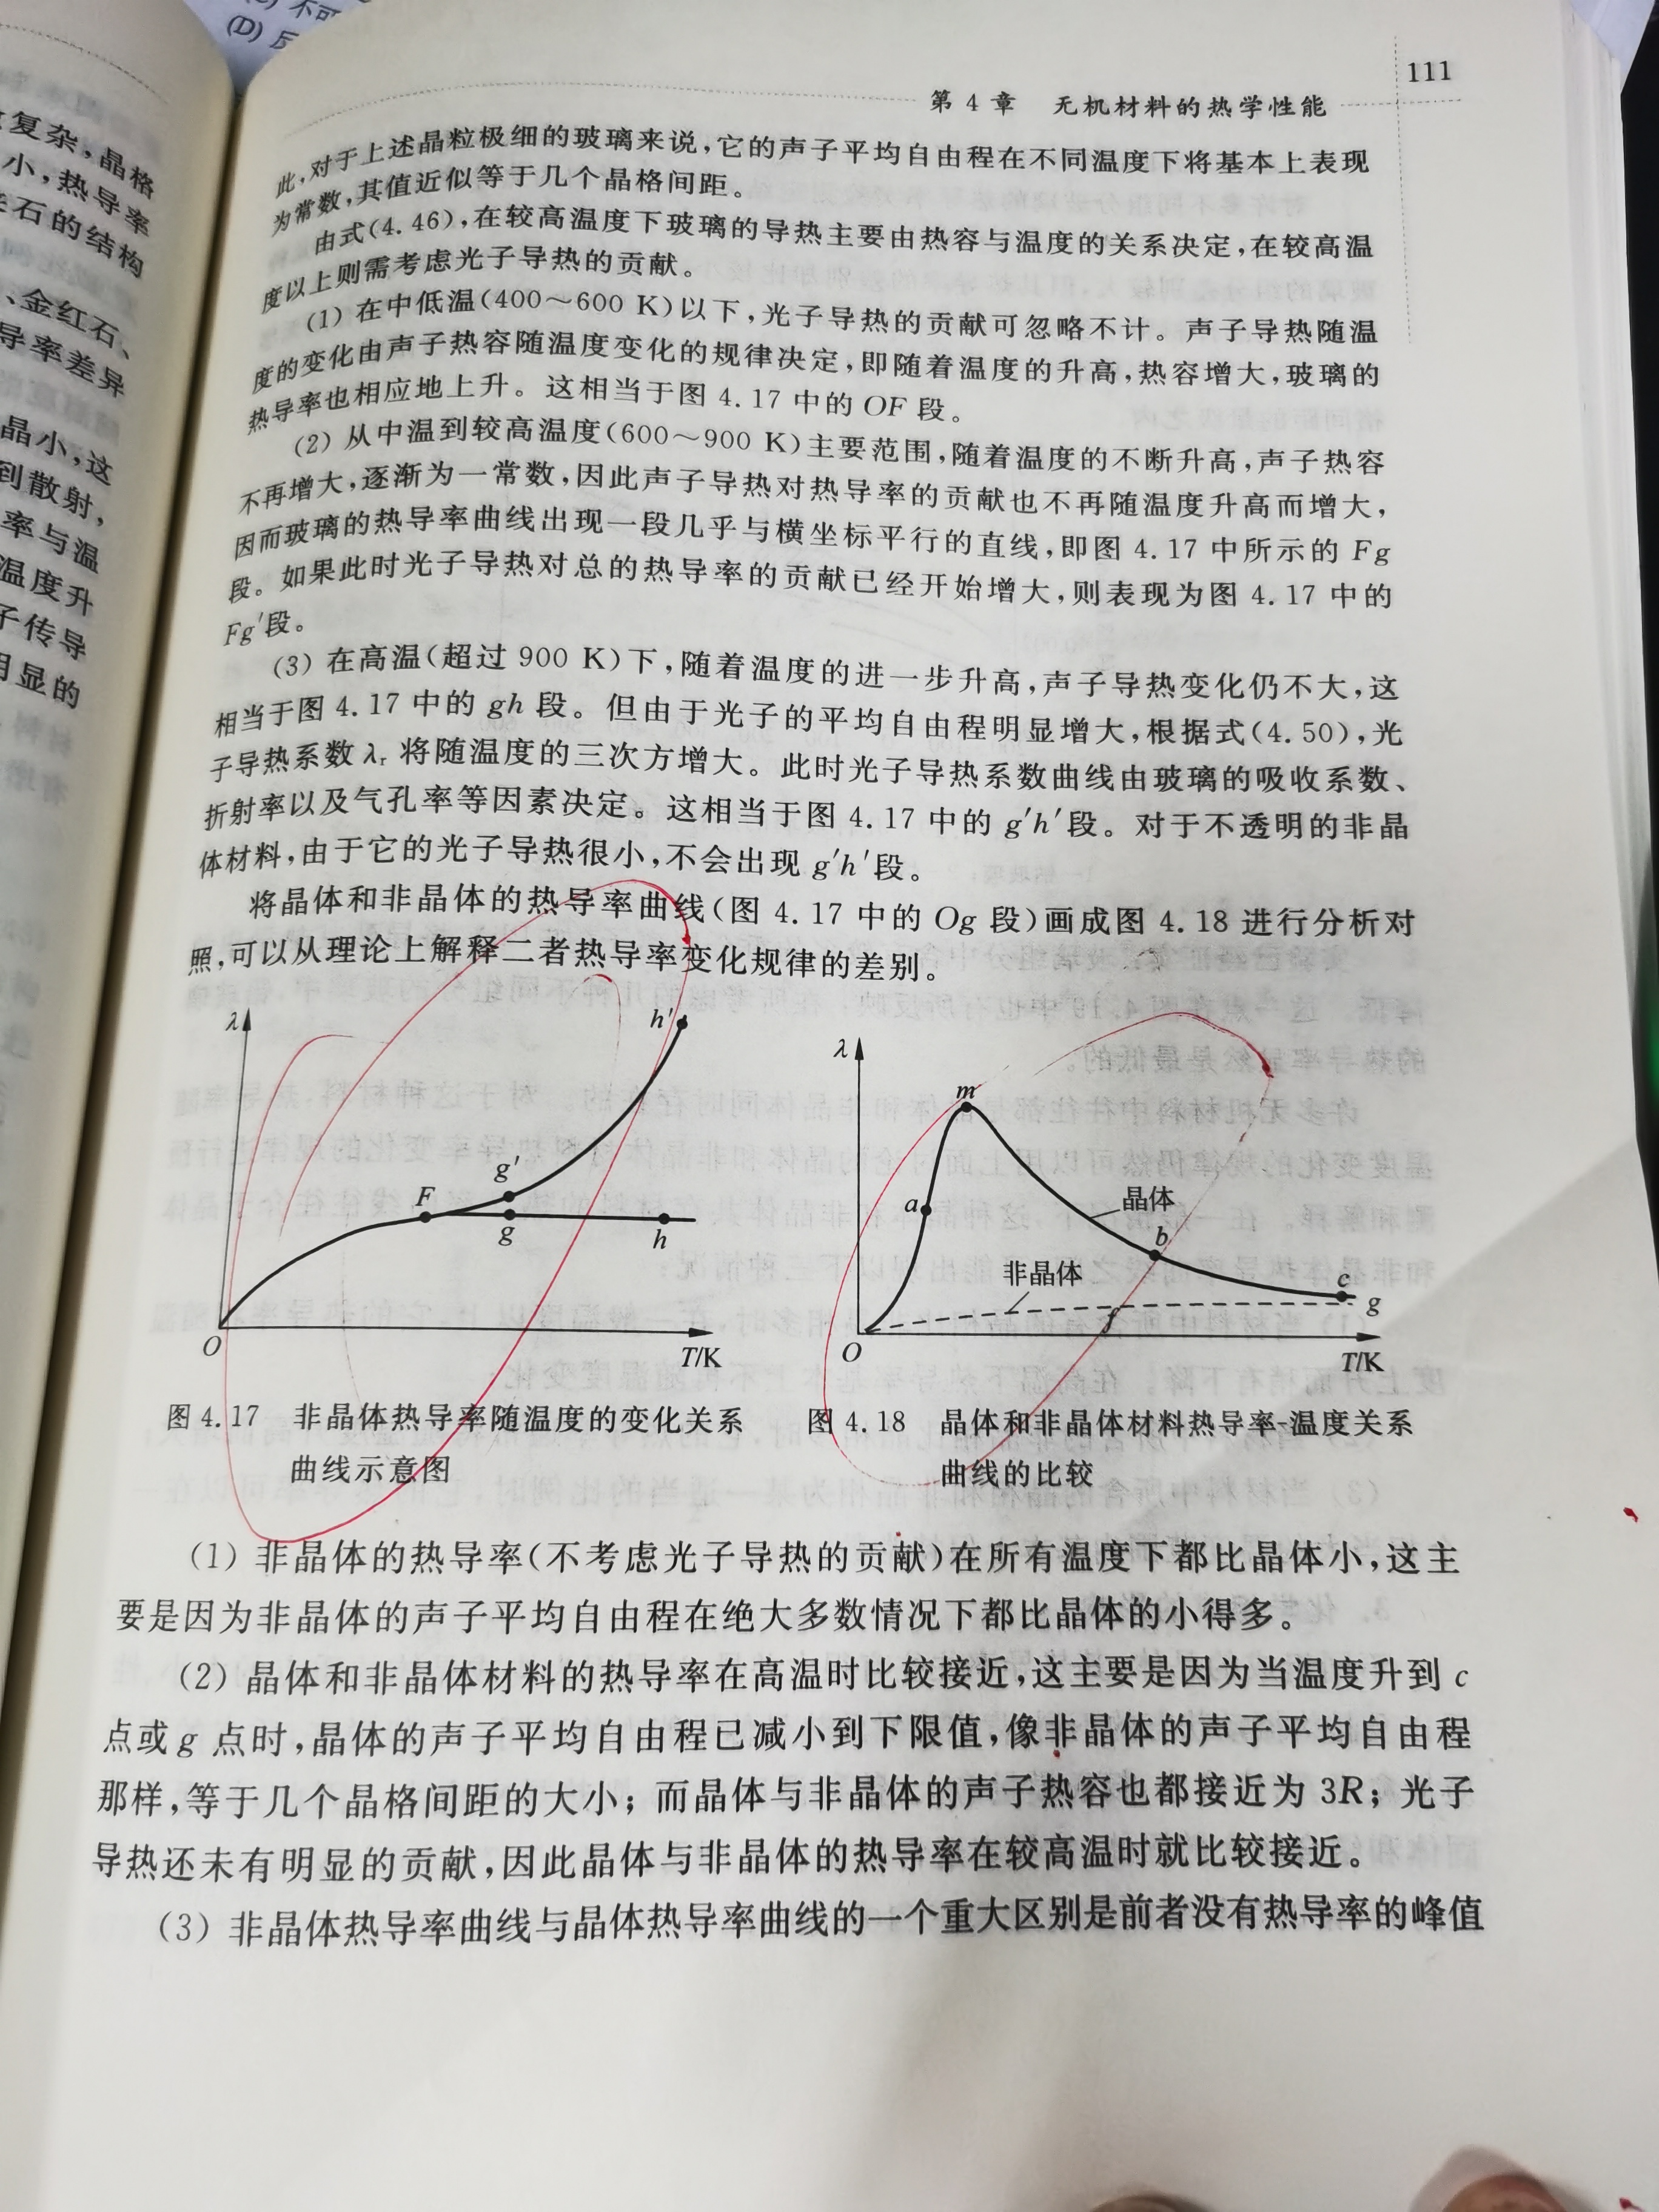 (D) 反
复杂,晶格
小,热导率
石的结构
、金红石、
导率差异
晶小,这
到散射,
率与温
温度升
子传导
明显的
111
第 4 章 无机材料的热学性能
此,对于上述晶粒极细的玻璃来说,它的声子平均自由程在不同温度下将基本上表现
为常数,其值近似等于几个晶格间距。
由式(4.46),在较高温度下玻璃的导热主要由热容与温度的关系决定,在较高温
度以上则需考虑光子导热的贡献。
(1) 在中低温(400～600 K)以下,光子导热的贡献可忽略不计。声子导热随温
度的变化由声子热容随温度变化的规律决定,即随着温度的升高,热容增大,玻璃的
热导率也相应地上升。这相当于图 4.17 中的 OF 段。
(2) 从中温到较高温度(600～900 K)主要范围,随着温度的不断升高,声子热容
不再增大,逐渐为一常数,因此声子导热对热导率的贡献也不再随温度升高而增大,
因而玻璃的热导率曲线出现一段几乎与横坐标平行的直线,即图 4.17 中所示的 Fg
段。如果此时光子导热对总的热导率的贡献已经开始增大,则表现为图 4.17 中的
Fg′段。
(3) 在高温(超过 900 K)下,随着温度的进一步升高,声子导热变化仍不大,这
相当于图 4.17 中的 gh 段。但由于光子的平均自由程明显增大,根据式(4.50),光
子导热系数 λr 将随温度的三次方增大。此时光子导热系数曲线由玻璃的吸收系数、
折射率以及气孔率等因素决定。这相当于图 4.17 中的 g′h′段。对于不透明的非晶
体材料,由于它的光子导热很小,不会出现 g′h′段。
将晶体和非晶体的热导率曲线(图 4.17 中的 Og 段)画成图 4.18 进行分析对
照,可以从理论上解释二者热导率变化规律的差别。
λ
h′
g′
F
g
h
O
T/K
图 4.17 非晶体热导率随温度的变化关系
曲线示意图
λ
m
a
晶体
b
非晶体
c
g
f
O
T/K
图 4.18 晶体和非晶体材料热导率-温度关系
曲线的比较
(1) 非晶体的热导率(不考虑光子导热的贡献)在所有温度下都比晶体小,这主
要是因为非晶体的声子平均自由程在绝大多数情况下都比晶体的小得多。
(2) 晶体和非晶体材料的热导率在高温时比较接近,这主要是因为当温度升到 c
点或 g 点时,晶体的声子平均自由程已减小到下限值,像非晶体的声子平均自由程
那样,等于几个晶格间距的大小；而晶体与非晶体的声子热容也都接近为 3R；光子
导热还未有明显的贡献,因此晶体与非晶体的热导率在较高温时就比较接近。
(3) 非晶体热导率曲线与晶体热导率曲线的一个重大区别是前者没有热导率的峰值